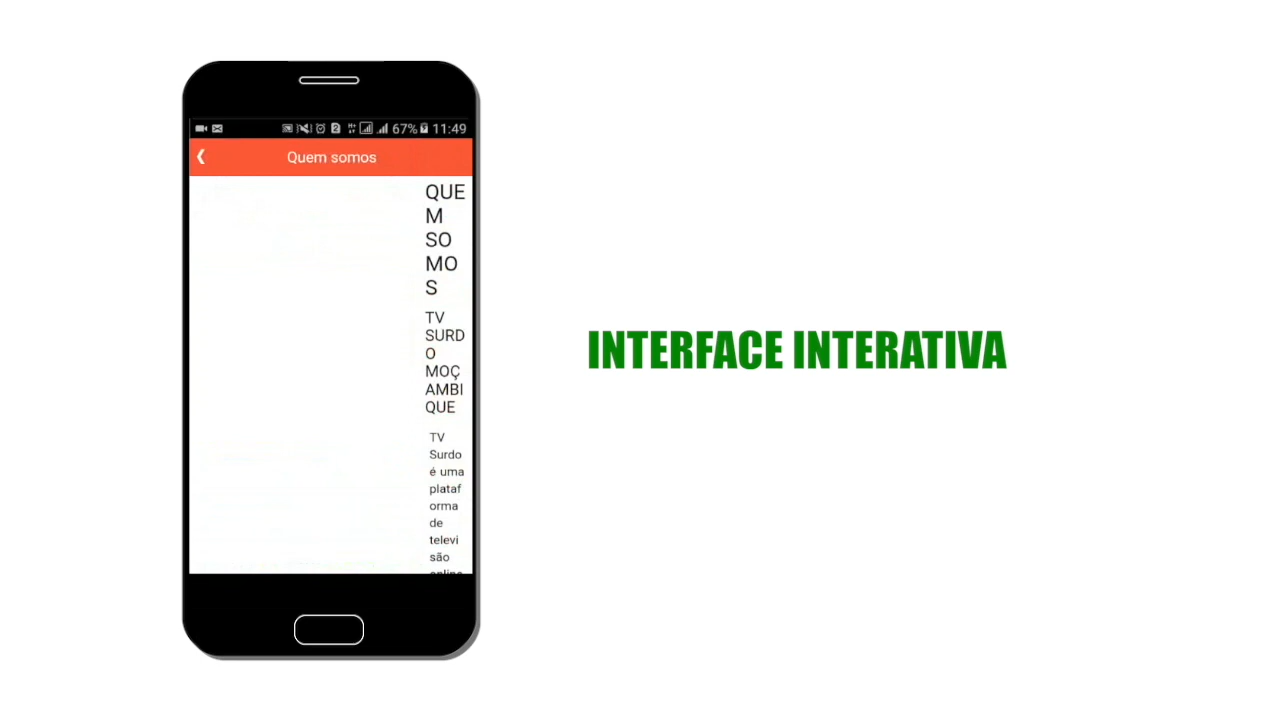 67% 11:49
Quem somos
QUE
M
SO
MO
S
TV
SURD
O
MOÇ
AMBI
QUE
TV
Surdo
é uma
plataf
orma
de
televi
são
online
INTERFACE INTERATIVA